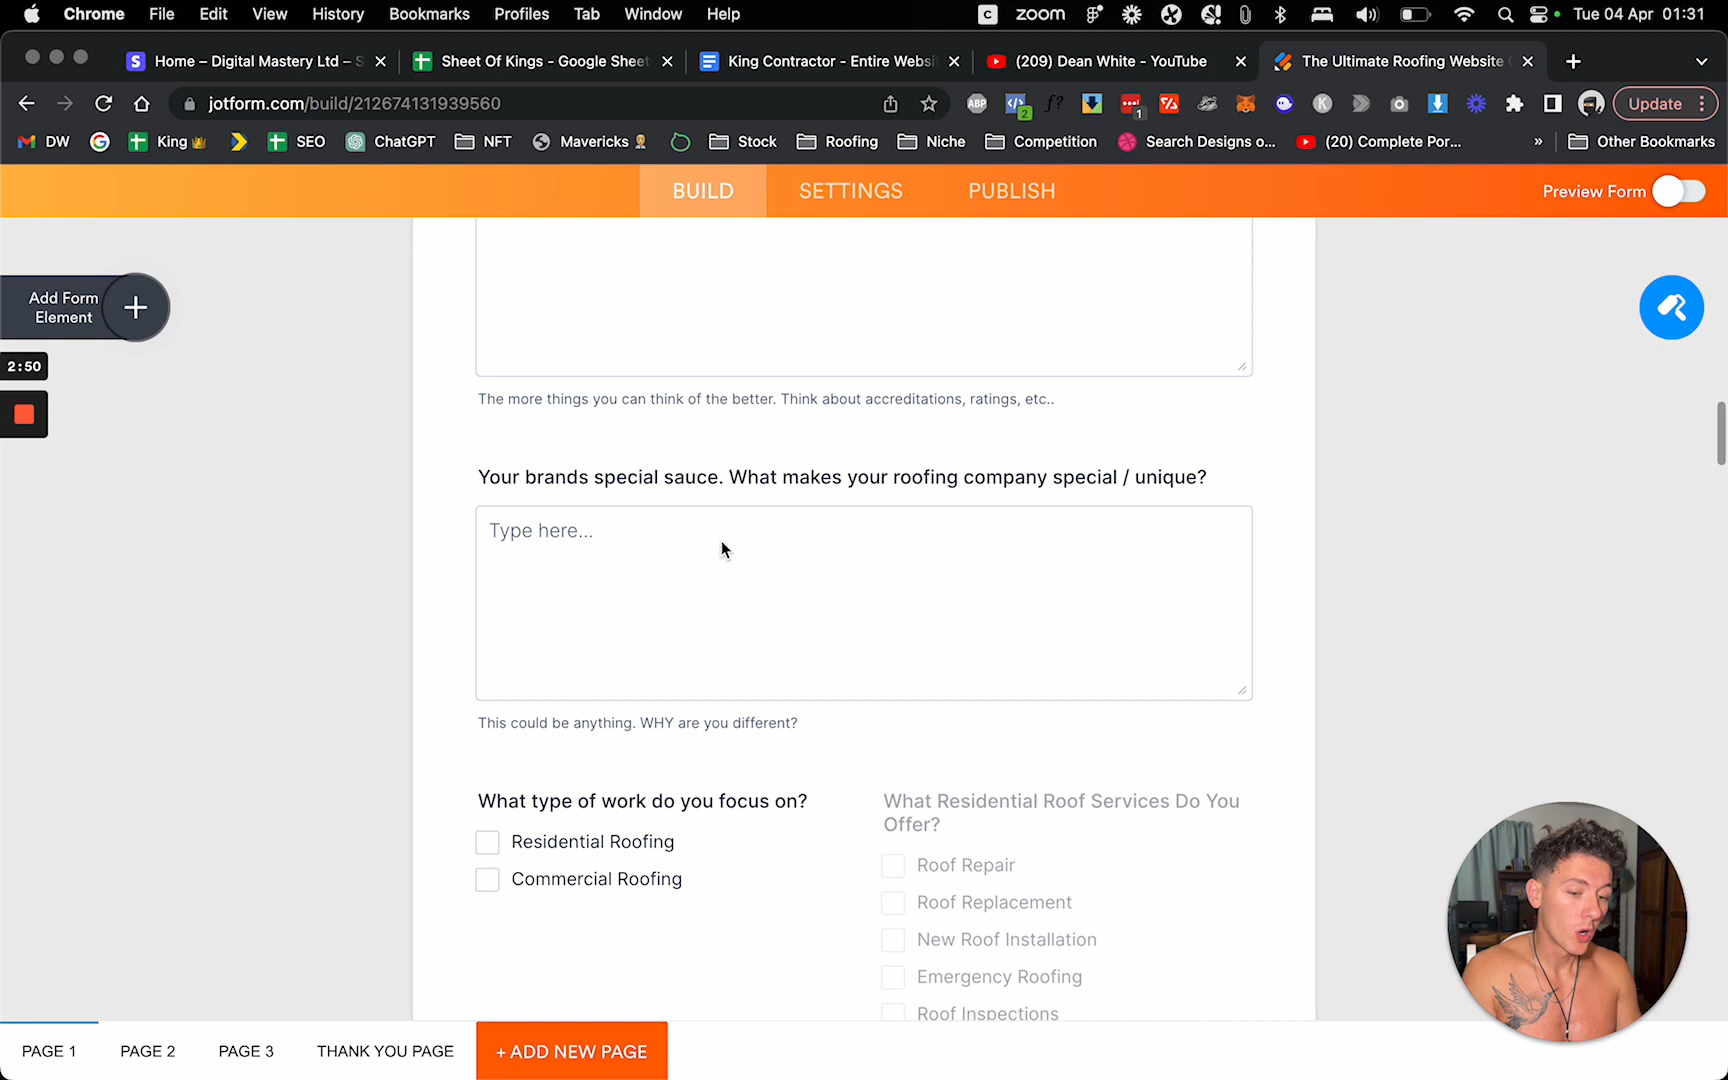 Chrome File Edit View History Bookmarks Profiles Tab Window Help C zoom Tue 04 Apr 01:31
Home – Digital Mastery Ltd – S Sheet Of Kings - Google Sheet King Contractor - Entire Websi (209) Dean White - YouTube The Ultimate Roofing Website
jotform.com/build/212674131939560 ABP 2 f? 1 K Update
DW King SEO ChatGPT NFT Mavericks Stock Roofing Niche Competition Search Designs o... (20) Complete Por... » Other Bookmarks
BUILD SETTINGS PUBLISH Preview Form
Add Form
Element
2:50
The more things you can think of the better. Think about accreditations, ratings, etc..
Your brands special sauce. What makes your roofing company special / unique?
Type here...
This could be anything. WHY are you different?
What type of work do you focus on?
Residential Roofing
Commercial Roofing
What Residential Roof Services Do You
Offer?
Roof Repair
Roof Replacement
New Roof Installation
Emergency Roofing
Roof Inspections
PAGE 1 PAGE 2 PAGE 3 THANK YOU PAGE + ADD NEW PAGE